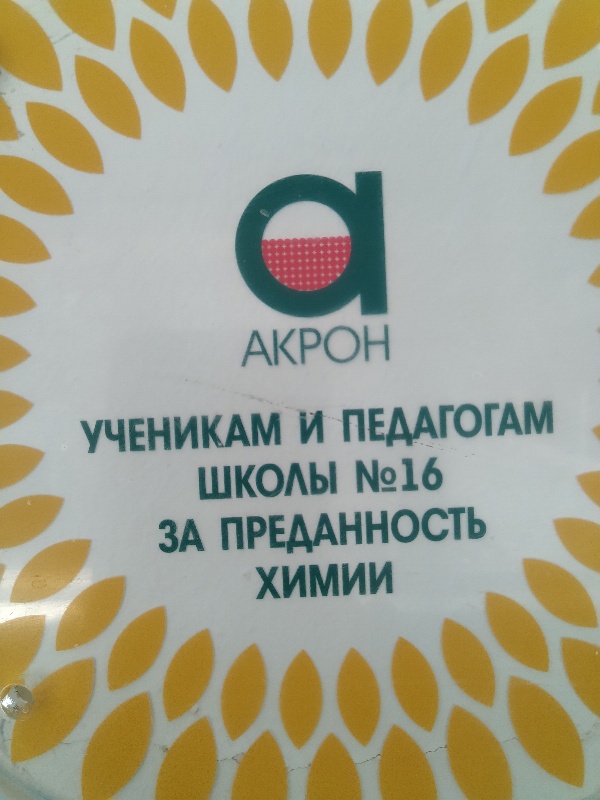 АКРОН
УЧЕНИКАМ И ПЕДАГОГАМ
ШКОЛЫ №16
ЗА ПРЕДАННОСТЬ
ХИМИИ